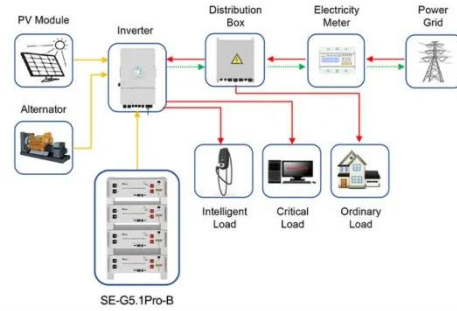 PV Module
Inverter
Distribution
Box
Electricity
Meter
Power
Grid
Alternator
Intelligent
Load
Critical
Load
Ordinary
Load
SE-G5.1Pro-B